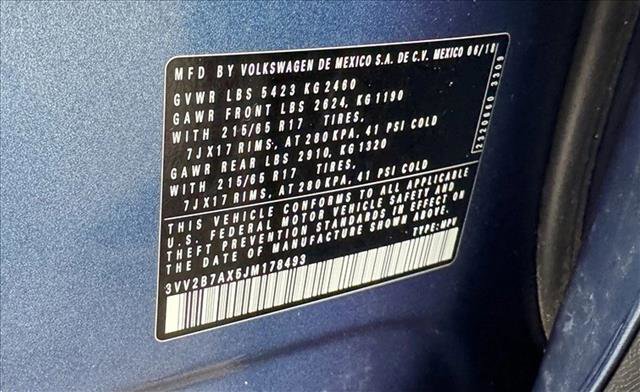 MFD BY VOLKSWAGEN DE MEXICO S.A. DE C.V. MEXICO 06/18
GVWR LBS 5423 KG 2460
GAWR FRONT LBS 2624, KG 1190
WITH 215/65 R17 TIRES,
7JX17 RIMS, AT 280 KPA, 41 PSI COLD
GAWR REAR LBS 2910, KG 1320
WITH 215/65 R17 TIRES,
7JX17 RIMS, AT 280 KPA, 41 PSI COLD
THIS VEHICLE CONFORMS TO ALL APPLICABLE
U.S. FEDERAL MOTOR VEHICLE SAFETY AND
THEFT PREVENTION STANDARDS IN EFFECT ON
THE DATE OF MANUFACTURE SHOWN ABOVE.
3VV2B7AX5JM178493 TYPE: MPV
2320660 3309